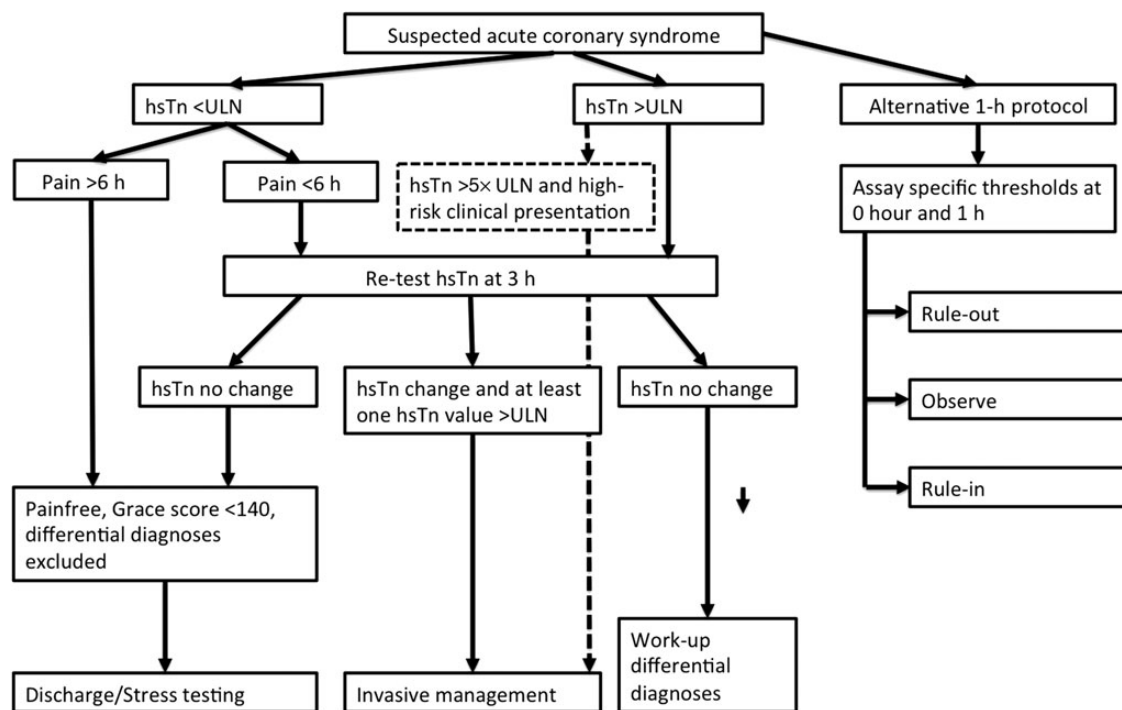 Suspected acute coronary syndrome
hsTn <ULN
hsTn >ULN
Alternative 1-h protocol
Pain >6 h
Pain <6 h
hsTn >5× ULN and high-
risk clinical presentation
Assay specific thresholds at
0 hour and 1 h
Re-test hsTn at 3 h
Rule-out
hsTn no change
hsTn change and at least
one hsTn value >ULN
hsTn no change
Observe
Rule-in
Painfree, Grace score <140,
differential diagnoses
excluded
Work-up
differential
diagnoses
Discharge/Stress testing
Invasive management